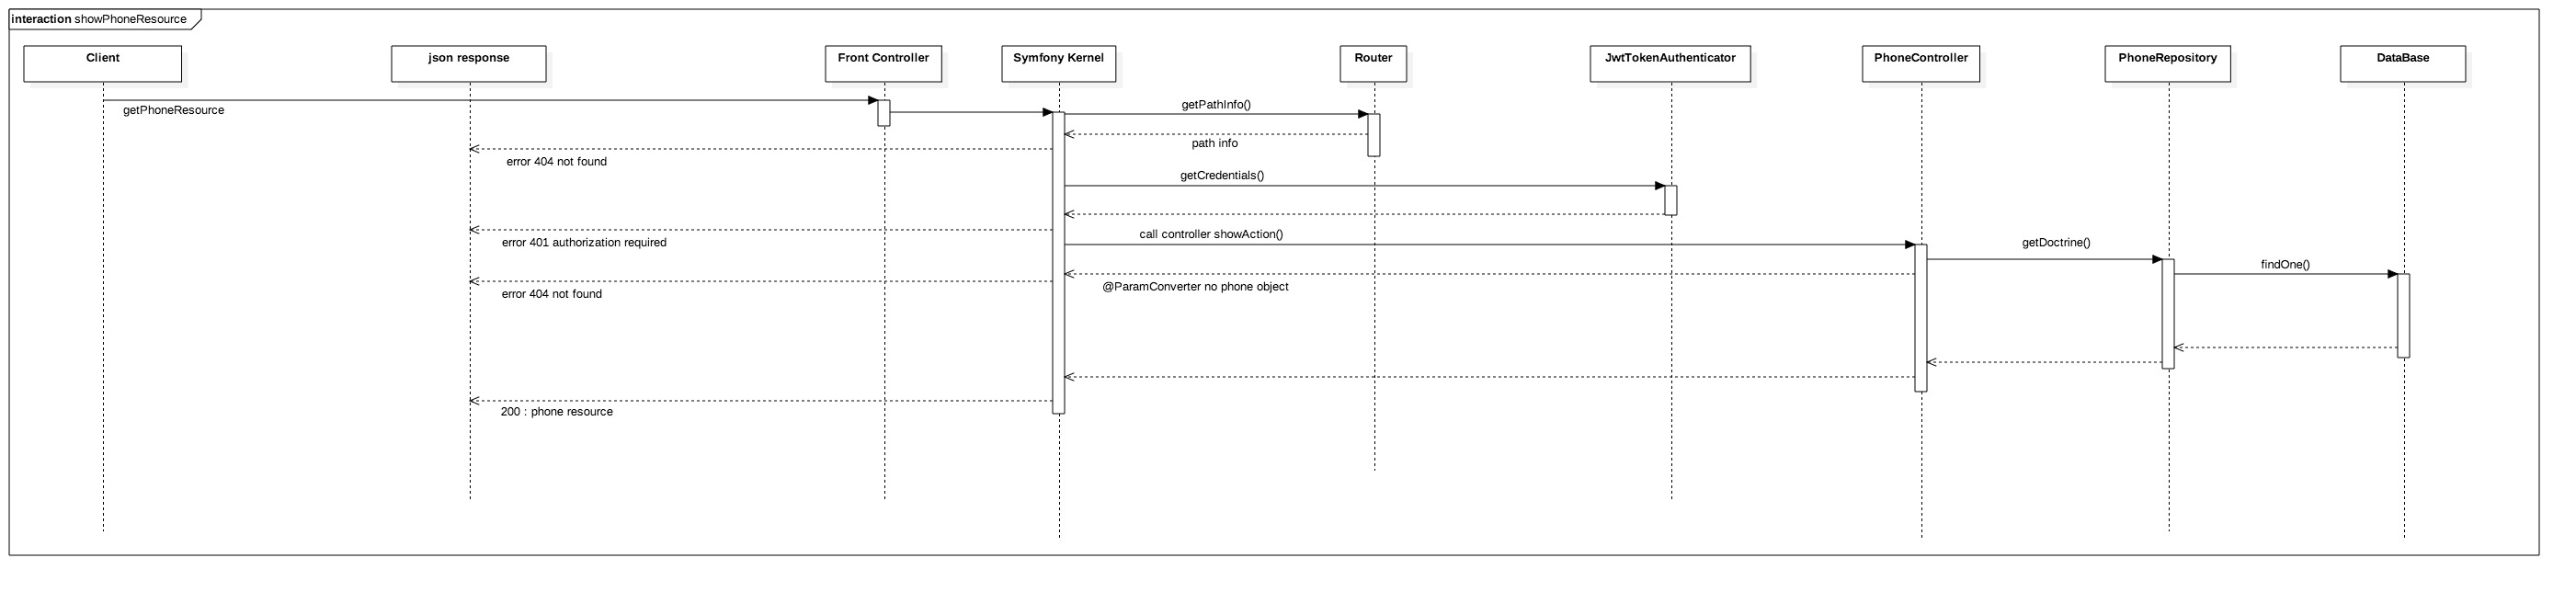 interaction showPhoneResource
Client
json response
Front Controller
Symfony Kernel
Router
JwtTokenAuthenticator
PhoneController
PhoneRepository
DataBase
getPhoneResource
getPathInfo()
path info
error 404 not found
getCredentials()
error 401 authorization required
call controller showAction()
getDoctrine()
findOne()
@ParamConverter no phone object
error 404 not found
200 : phone resource